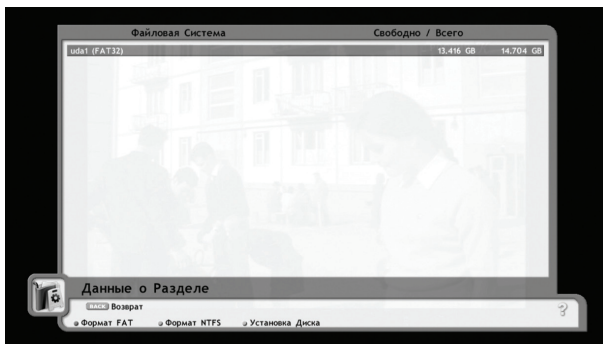 Файловая Система Свободно / Всего
uda1 (FAT32) 13.416 GB 14.704 GB
Данные о Разделе
BACK Возврат
Формат FAT Формат NTFS Установка Диска
?